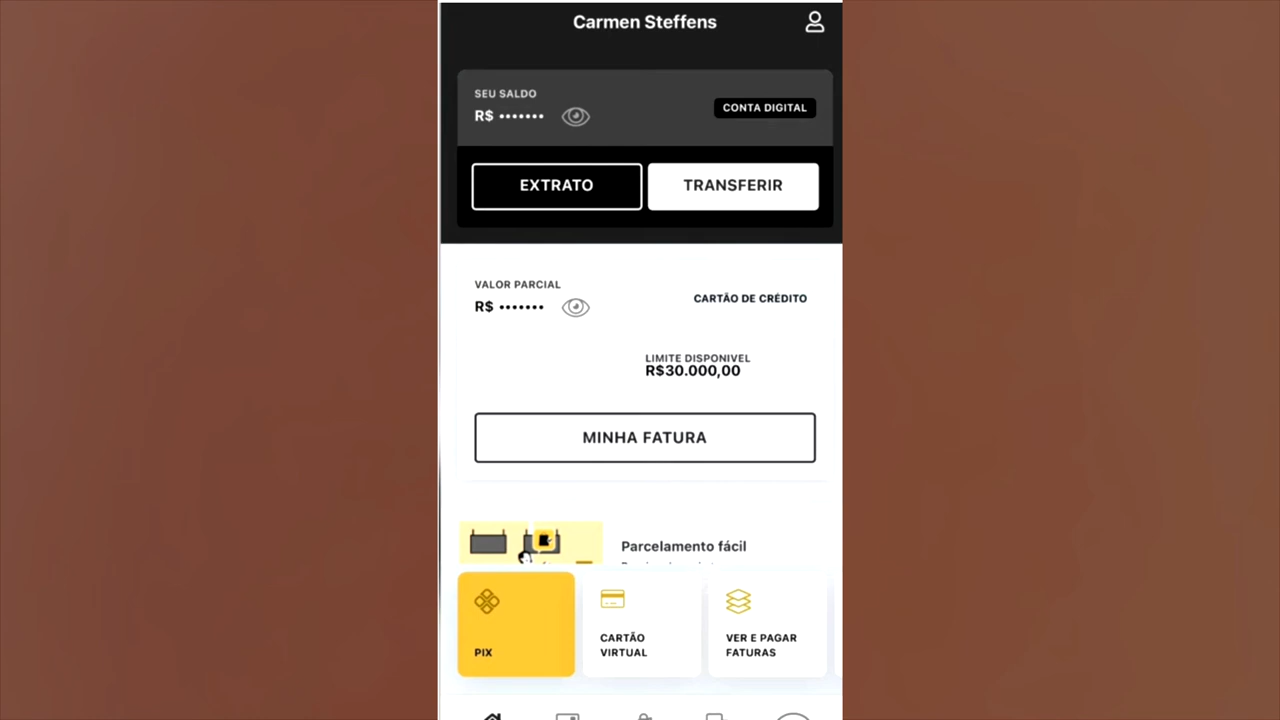 Carmen Steffens
SEU SALDO
R$ •••••••
CONTA DIGITAL
EXTRATO
TRANSFERIR
VALOR PARCIAL
R$ •••••••
CARTÃO DE CRÉDITO
LIMITE DISPONIVEL
R$30.000,00
MINHA FATURA
Parcelamento fácil
PIX
CARTÃO
VIRTUAL
VER E PAGAR
FATURAS